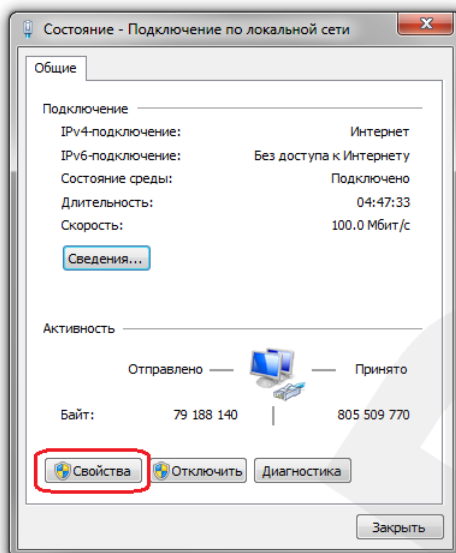 Состояние - Подключение по локальной сети
Общие
Подключение
IPv4-подключение: Интернет
IPv6-подключение: Без доступа к Интернету
Состояние среды: Подключено
Длительность: 04:47:33
Скорость: 100.0 Мбит/с
Сведения...
Активность
Отправлено — — Принято
Байт: 79 188 140 | 805 509 770
Свойства Отключить Диагностика
Закрыть